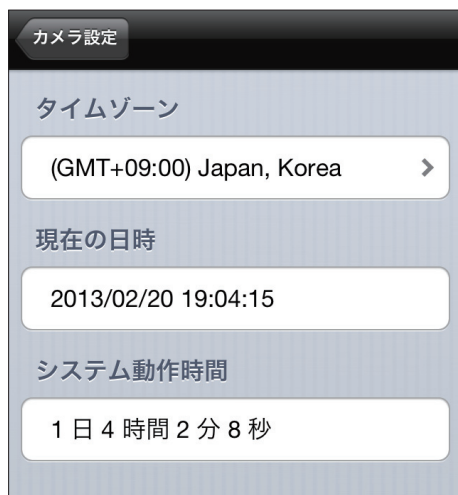 カメラ設定
タイムゾーン
(GMT+09:00) Japan, Korea
現在の日時
2013/02/20 19:04:15
システム動作時間
1 日 4 時間 2 分 8 秒